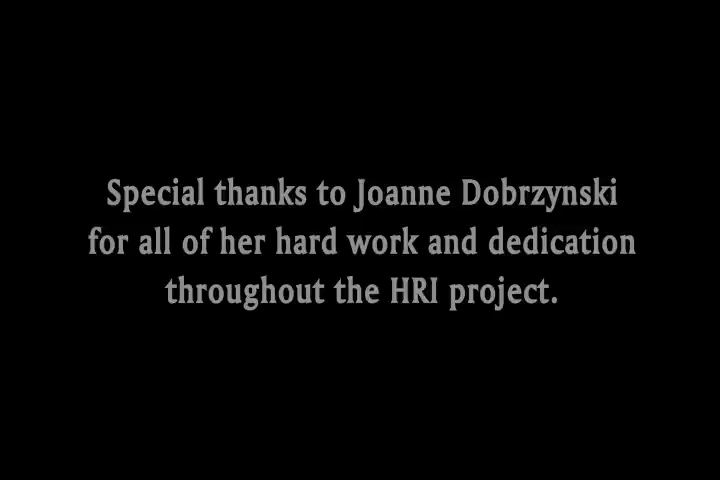 Special thanks to Joanne Dobrzynski
for all of her hard work and dedication
throughout the HRI project.